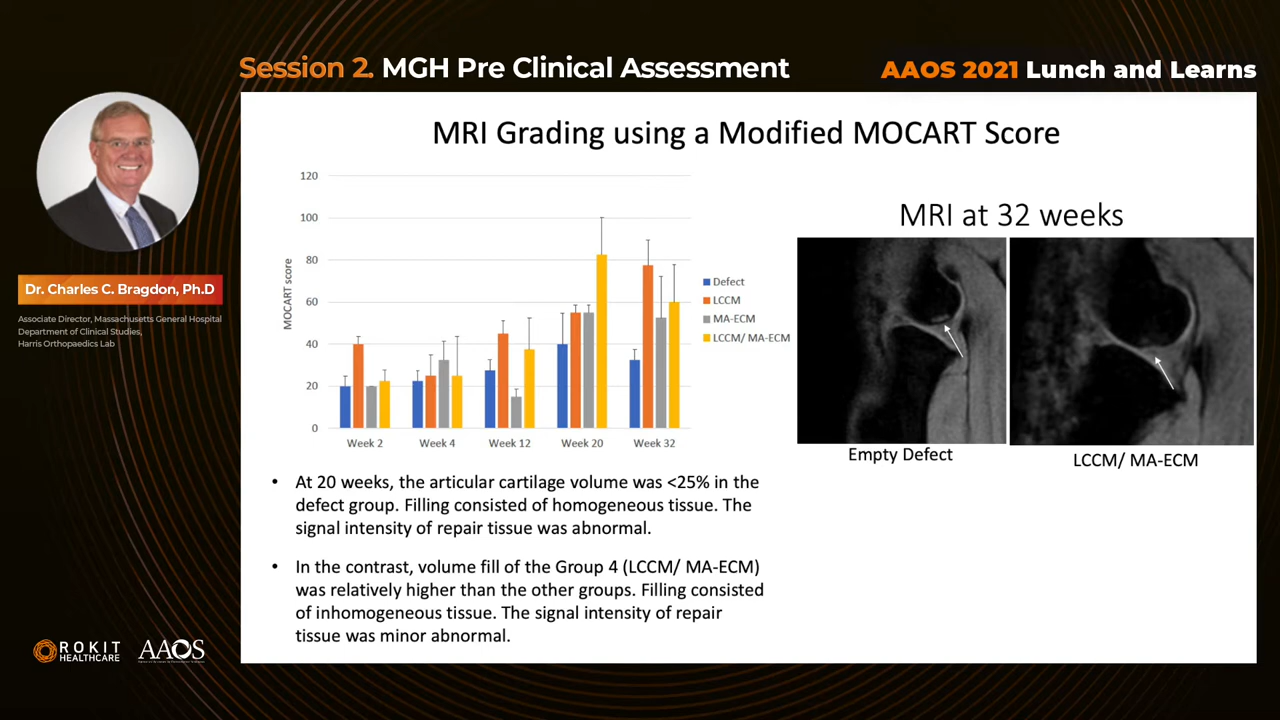 Session 2. MGH Pre Clinical Assessment
AAOS 2021 Lunch and Learns
Dr. Charles C. Bragdon, Ph.D
Associate Director, Massachusetts General Hospital
Department of Clinical Studies,
Harris Orthopaedics Lab
MRI Grading using a Modified MOCART Score
MOCART score
120
100
80
60
40
20
0
Week 2
Week 4
Week 12
Week 20
Week 32
Defect
LCCM
MA-ECM
LCCM/ MA-ECM
MRI at 32 weeks
Empty Defect
LCCM/ MA-ECM
• At 20 weeks, the articular cartilage volume was <25% in the
defect group. Filling consisted of homogeneous tissue. The
signal intensity of repair tissue was abnormal.
• In the contrast, volume fill of the Group 4 (LCCM/ MA-ECM)
was relatively higher than the other groups. Filling consisted
of inhomogeneous tissue. The signal intensity of repair
tissue was minor abnormal.
ROKIT
HEALTHCARE
AAOS